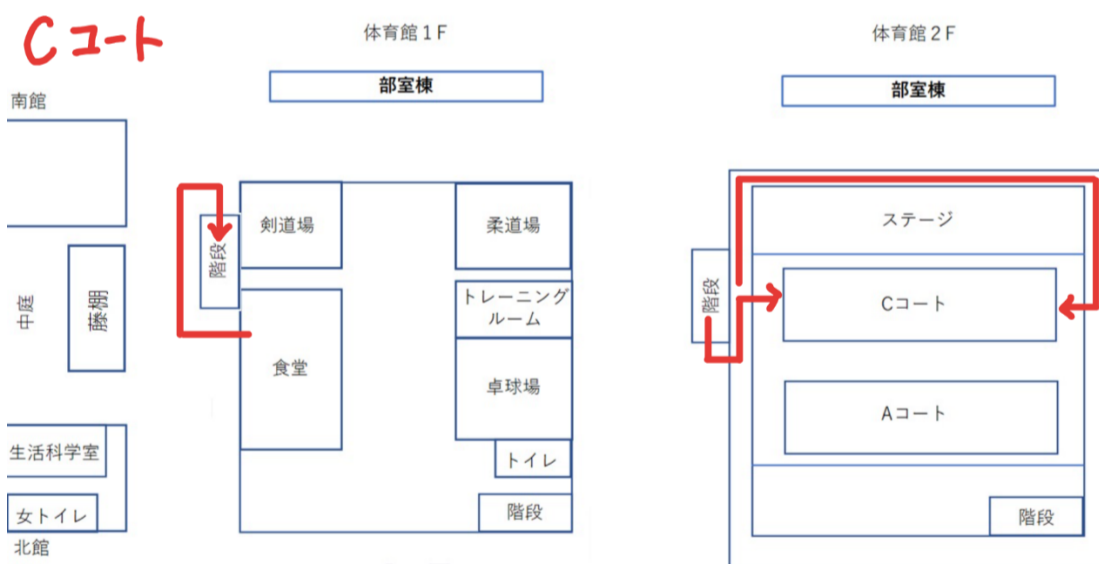 Cコート
体育館1F
部室棟
南館
剣道場
柔道場
階段
トレーニング
ルーム
中庭
藤棚
食堂
卓球場
生活科学室
トイレ
女トイレ
階段
北館
体育館2F
部室棟
ステージ
階段
Cコート
Aコート
階段